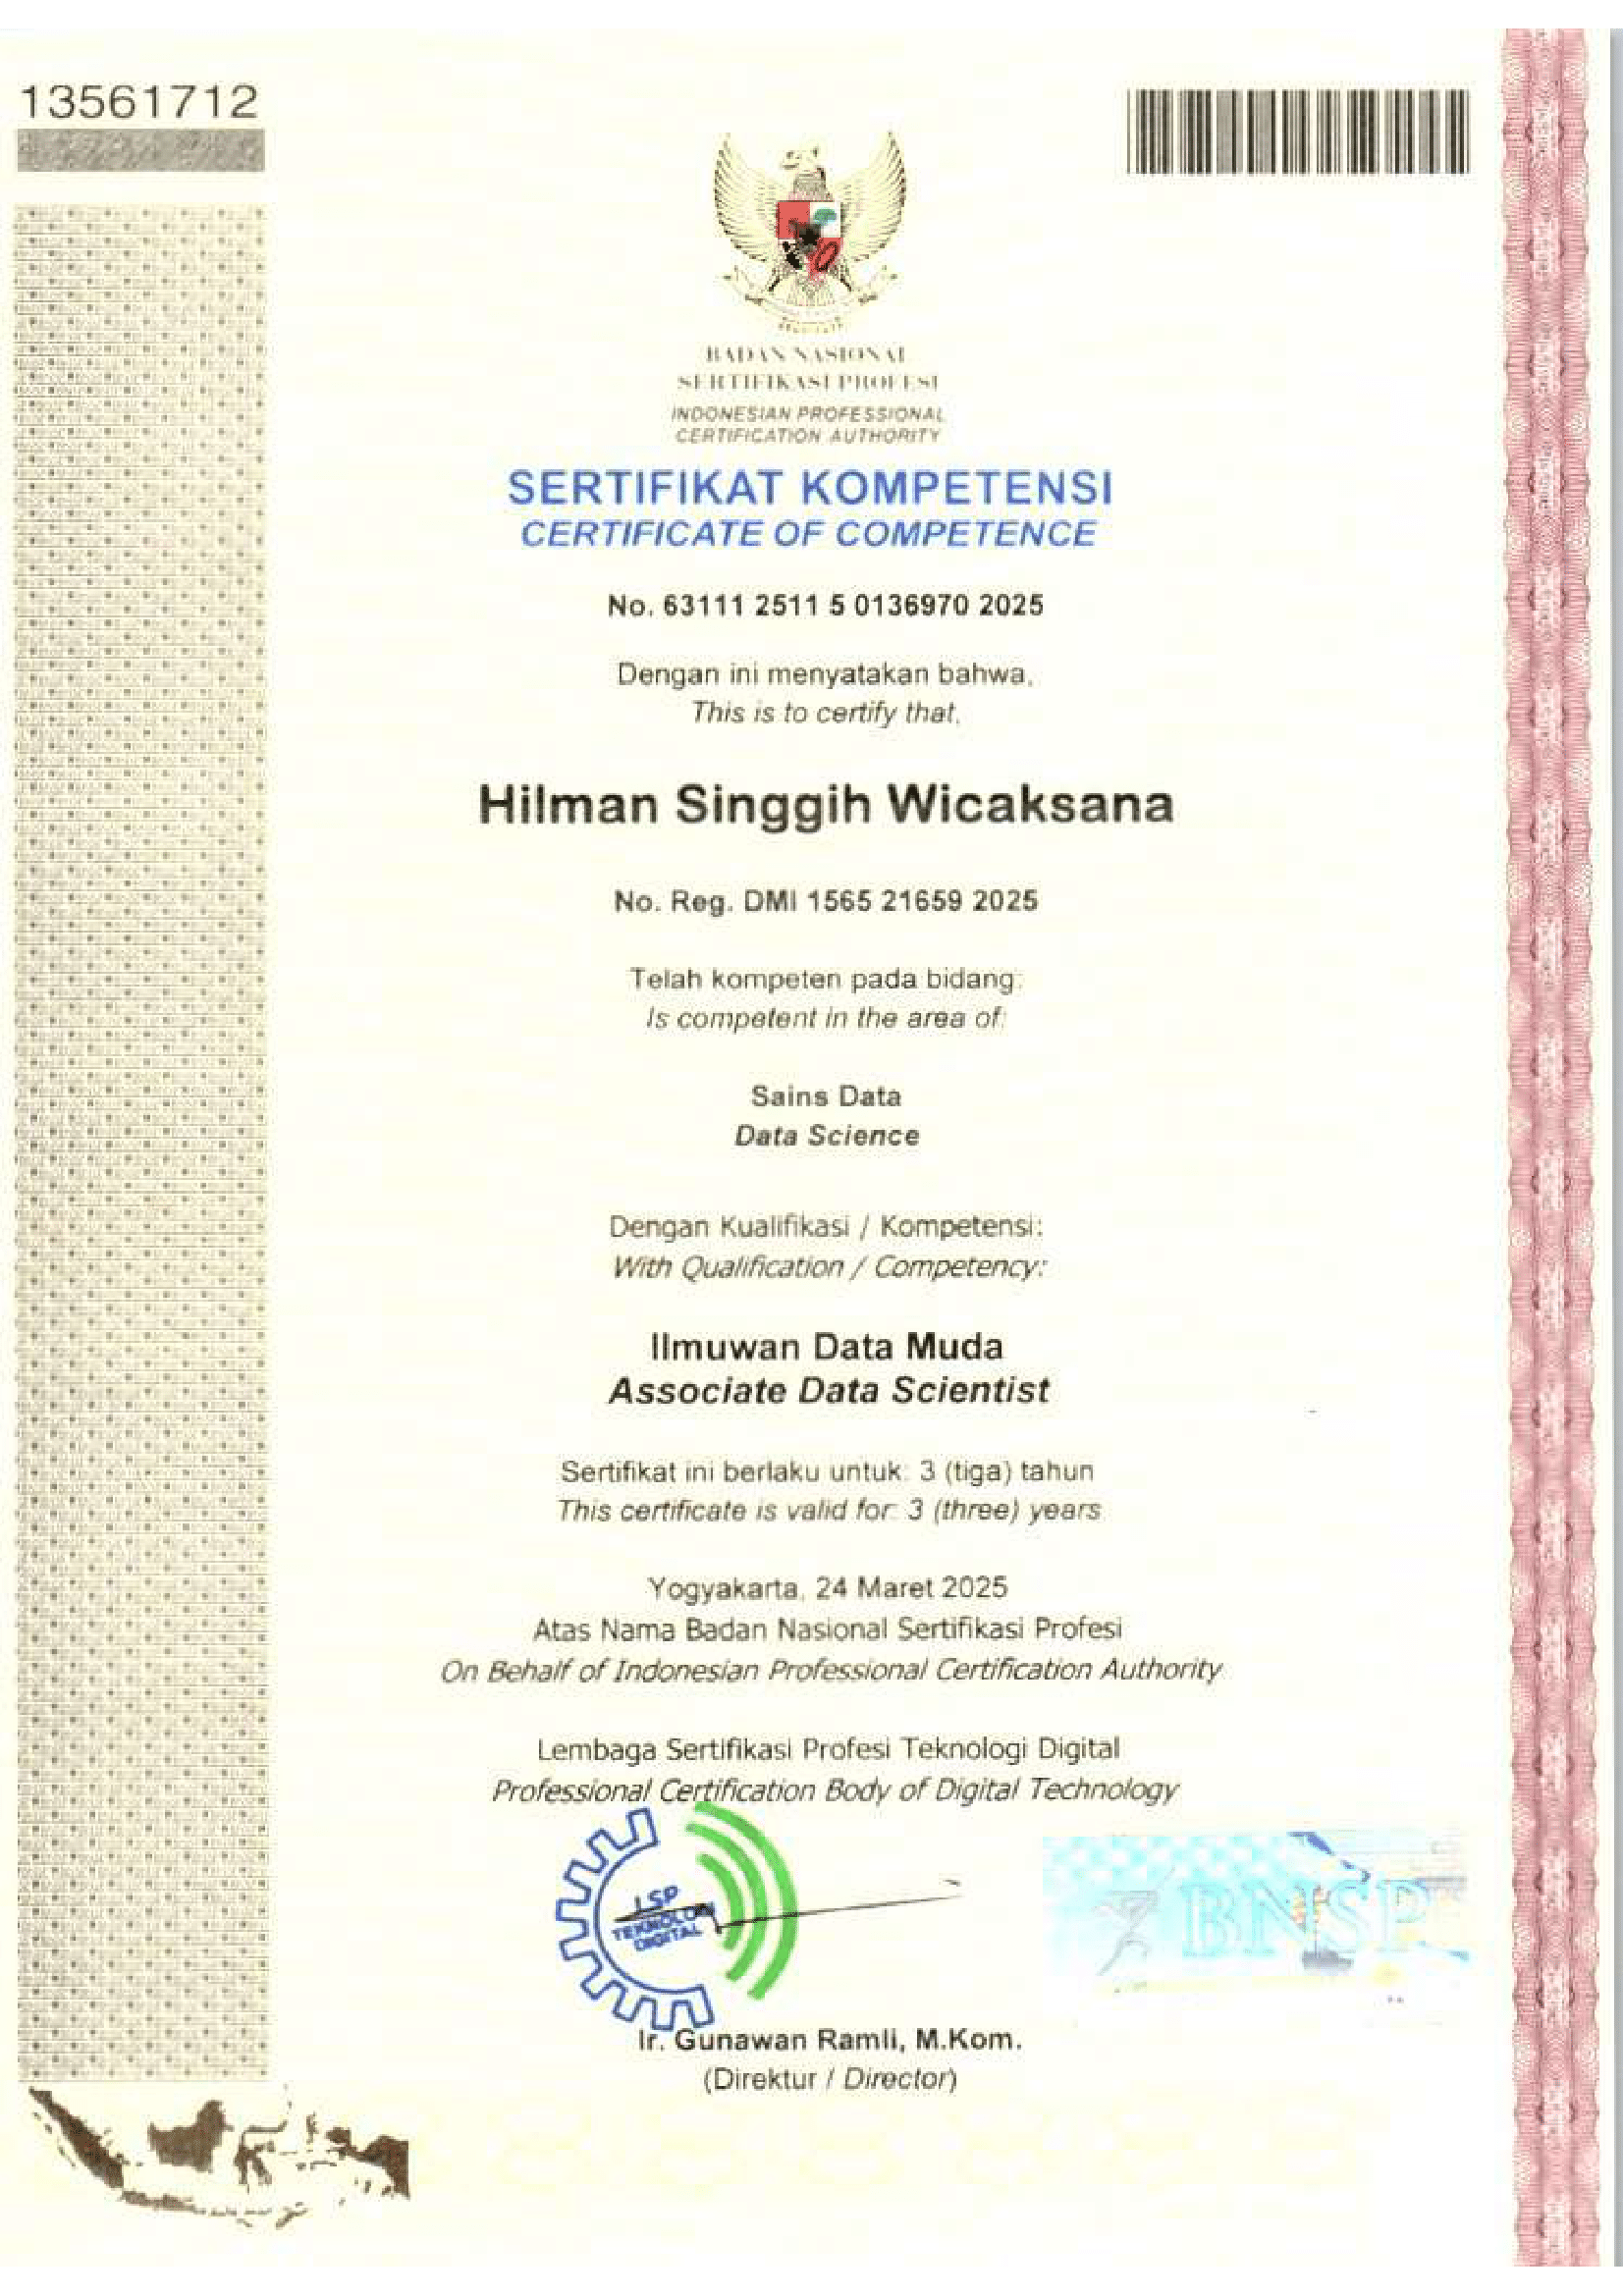 13561712
BADAN NASIONAL
SERTIFIKASI PROFESI
INDONESIAN PROFESSIONAL
CERTIFICATION AUTHORITY
SERTIFIKAT KOMPETENSI
CERTIFICATE OF COMPETENCE
No. 63111 2511 5 0136970 2025
Dengan ini menyatakan bahwa,
This is to certify that,
Hilman Singgih Wicaksana
No. Reg. DMI 1565 21659 2025
Telah kompeten pada bidang:
Is competent in the area of:
Sains Data
Data Science
Dengan Kualifikasi / Kompetensi:
With Qualification / Competency:
Ilmuwan Data Muda
Associate Data Scientist
Sertifikat ini berlaku untuk: 3 (tiga) tahun
This certificate is valid for: 3 (three) years
Yogyakarta, 24 Maret 2025
Atas Nama Badan Nasional Sertifikasi Profesi
On Behalf of Indonesian Professional Certification Authority
Lembaga Sertifikasi Profesi Teknologi Digital
Professional Certification Body of Digital Technology
LSP
TEKNOLOGI
DIGITAL
BNSP
Ir. Gunawan Ramli, M.Kom.
(Direktur / Director)